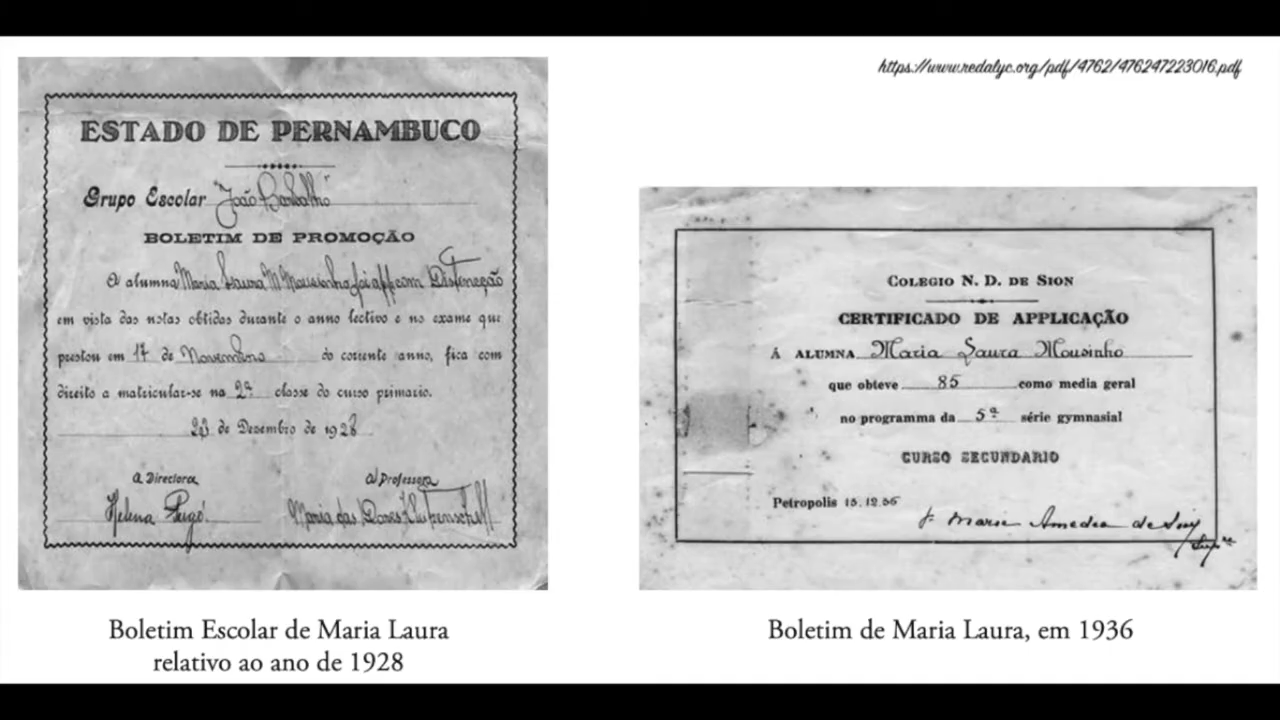 https://www.redalyc.org/pdf/4762/476247223016.pdf
ESTADO DE PERNAMBUCO
Grupo Escolar "João Barbalho"
BOLETIM DE PROMOÇÃO
A alumna Maria Laura M Mousinho foi app com Distincção
em vista das notas obtidas durante o anno lectivo e no exame que
prestou em 17 de Novembro do corrente anno, fica com
direito a matricular-se na 2ª classe do curso primario.
23 de Dezembro de 1928
A Directora
A Professora
Helena Pugó
Maria das Dores
Boletim Escolar de Maria Laura
relativo ao ano de 1928
COLEGIO N. D. DE SION
CERTIFICADO DE APPLICAÇÃO
Á ALUMNA Maria Laura Mousinho
que obteve 85 como media geral
no programma da 5ª série gymnasial
CURSO SECUNDARIO
Petropolis 15.12.36
Maria Amedea de Sion
Boletim de Maria Laura, em 1936